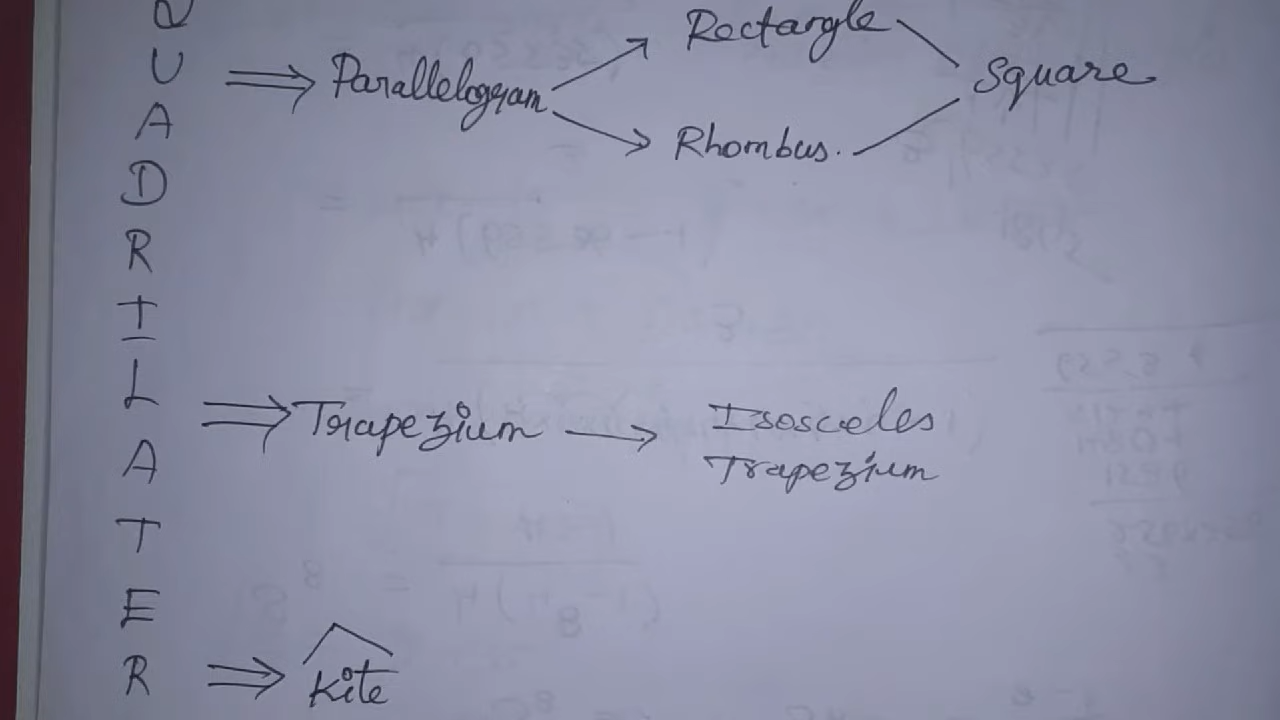 Q
U
A
D
R
I
L
A
T
E
R
Parallelogram
Rectangle
Rhombus.
Square
Trapezium
Isosceles
Trapezium
Kite